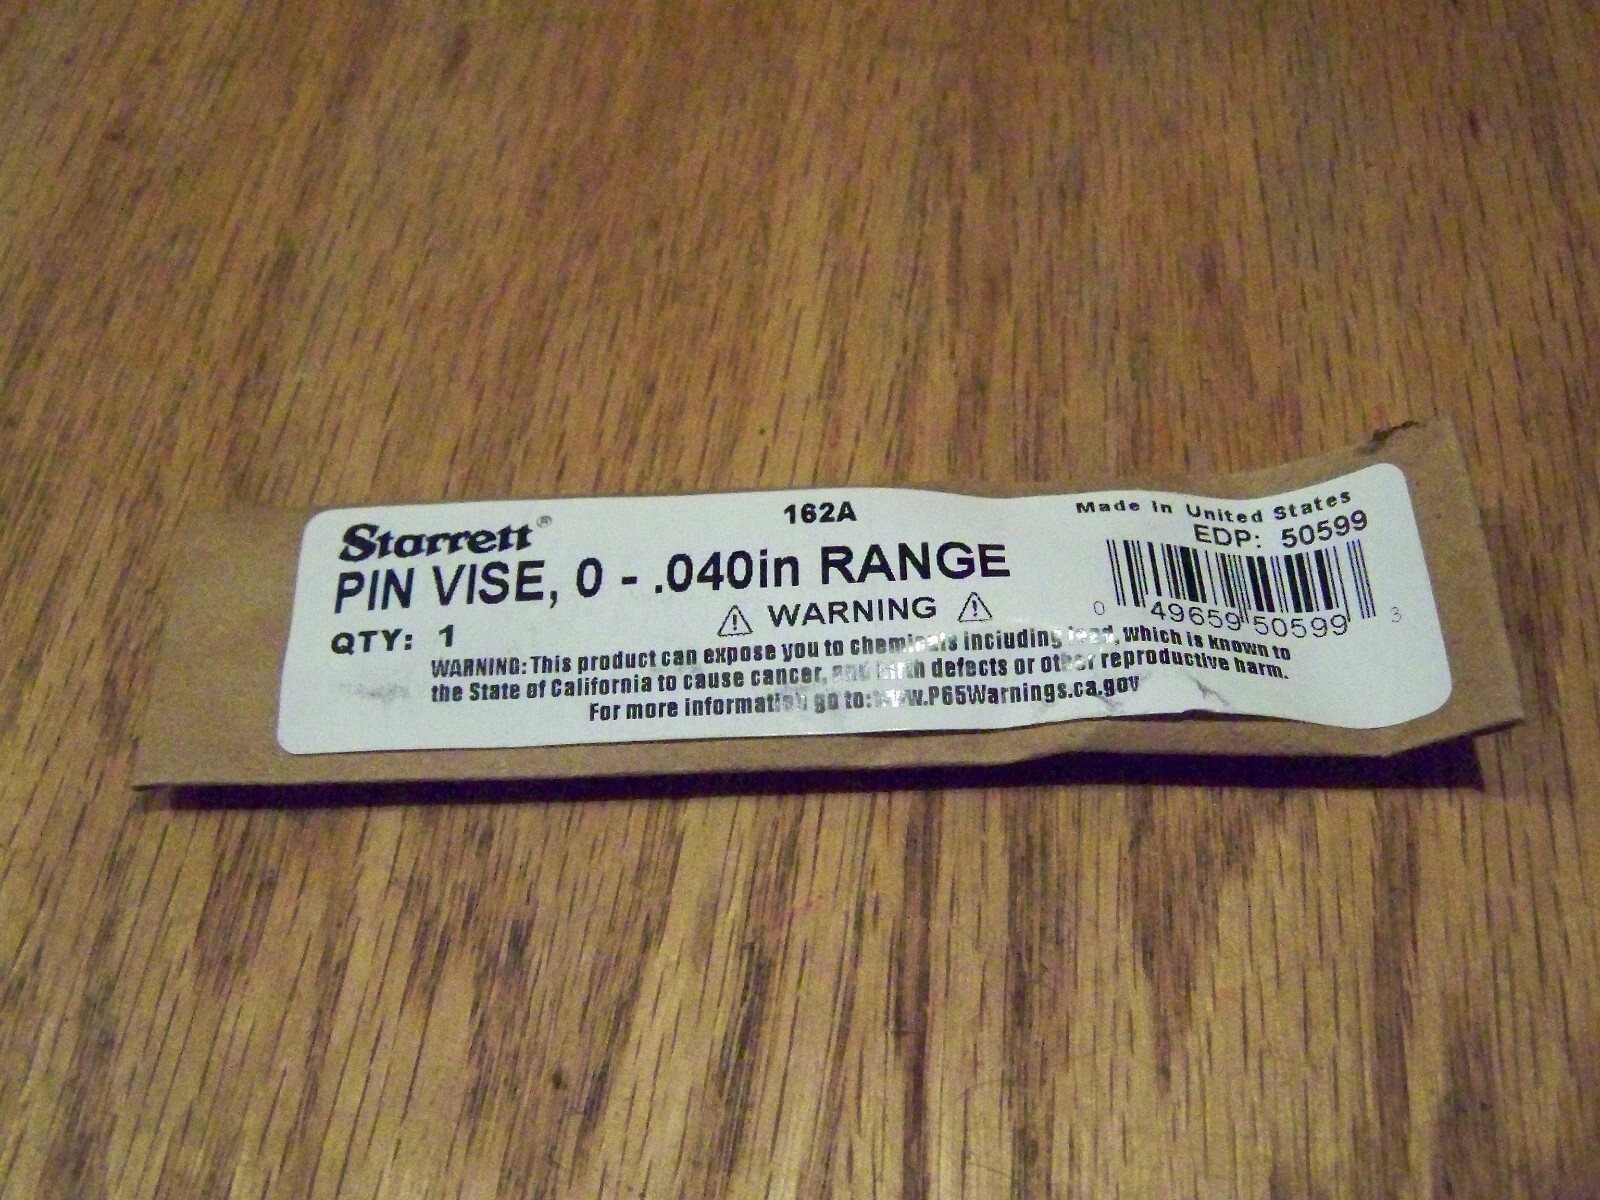 Starrett®
162A
PIN VISE, 0 - .040in RANGE
QTY: 1
Made in United States
EDP: 50599
0 49659 50599 3
WARNING
WARNING: This product can expose you to chemicals including lead, which is known to
the State of California to cause cancer, and birth defects or other reproductive harm.
For more information go to: www.P65Warnings.ca.gov